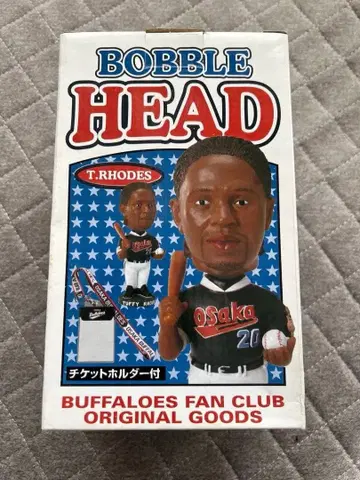 BOBBLE
HEAD
T.RHODES
Osaka
20
チケットホルダー付
BUFFALOES FAN CLUB
ORIGINAL GOODS